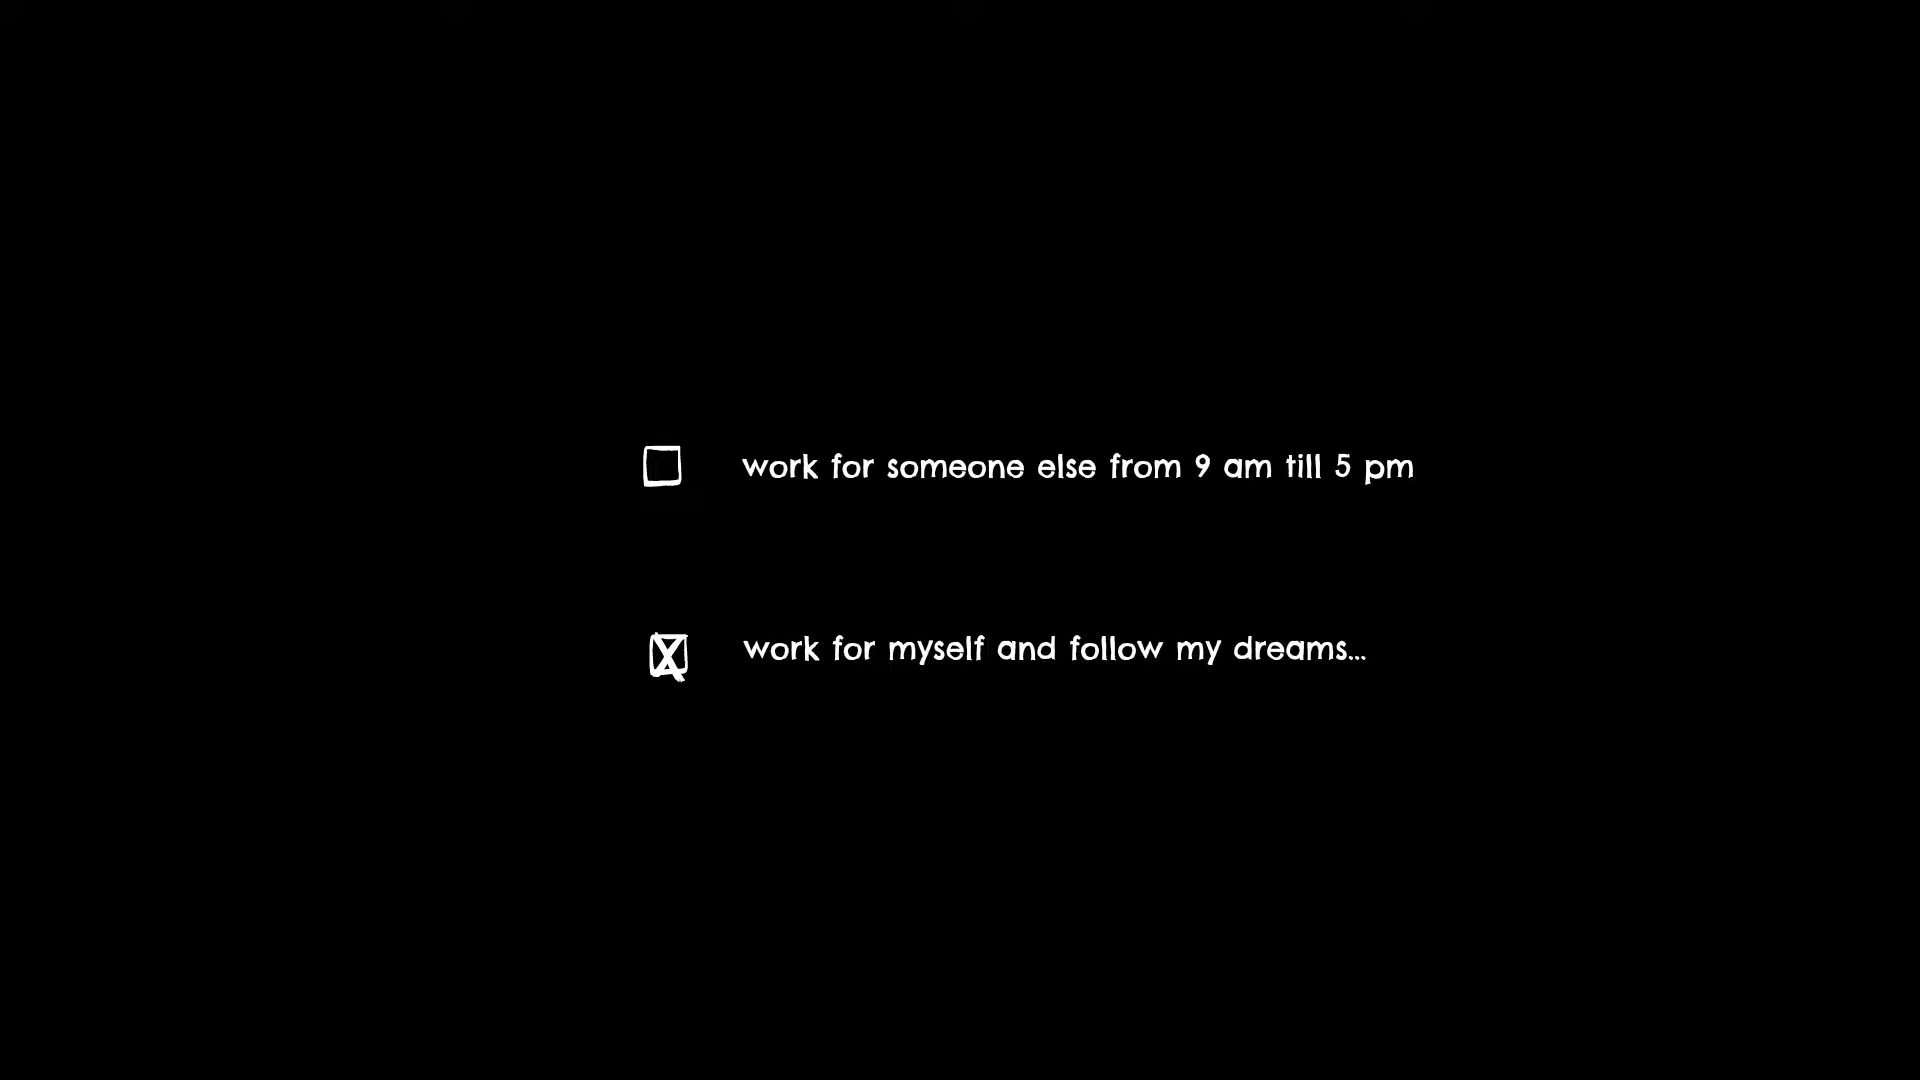 work for someone else from 9 am till 5 pm
work for myself and follow my dreams...